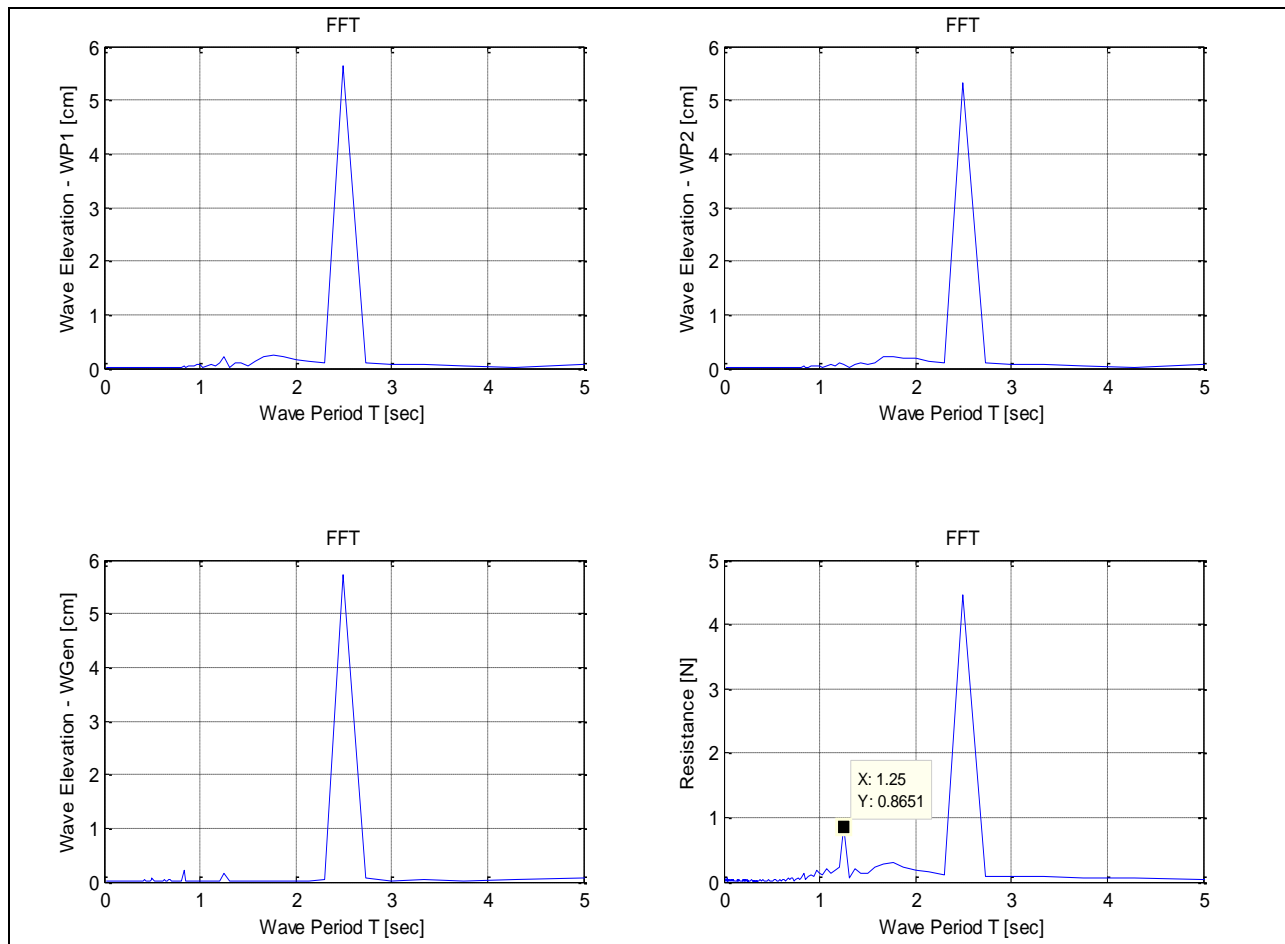 FFT
6
5
4
3
2
1
0
Wave Elevation - WP1 [cm]
0 1 2 3 4 5
Wave Period T [sec]
FFT
6
5
4
3
2
1
0
Wave Elevation - WP2 [cm]
0 1 2 3 4 5
Wave Period T [sec]
FFT
6
5
4
3
2
1
0
Wave Elevation - WGen [cm]
0 1 2 3 4 5
Wave Period T [sec]
FFT
5
4
3
2
1
0
Resistance [N]
X: 1.25
Y: 0.8651
0 1 2 3 4 5
Wave Period T [sec]